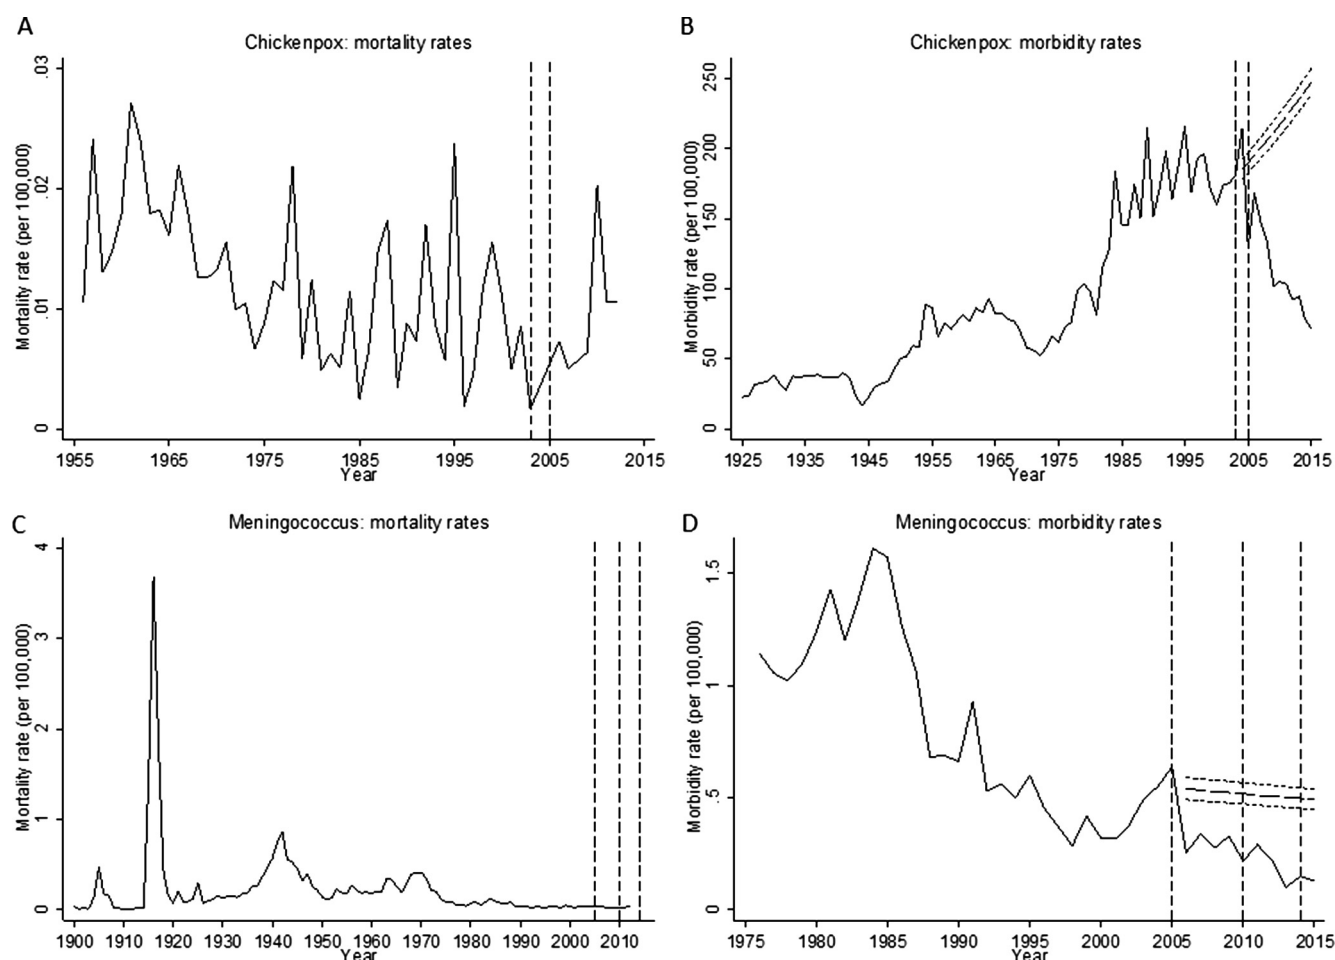 A
Chickenpox: mortality rates
Mortality rate (per 100,000)
.03
.02
.01
0
1955 1965 1975 1985 1995 2005 2015
Year
B
Chickenpox: morbidity rates
Morbidity rate (per 100,000)
250
200
150
100
50
0
1925 1935 1945 1955 1965 1975 1985 1995 2005 2015
Year
C
Meningococcus: mortality rates
Mortality rate (per 100,000)
4
3
2
1
0
1900 1910 1920 1930 1940 1950 1960 1970 1980 1990 2000 2010
Year
D
Meningococcus: morbidity rates
Morbidity rate (per 100,000)
1.5
1
.5
0
1975 1980 1985 1990 1995 2000 2005 2010 2015
Year